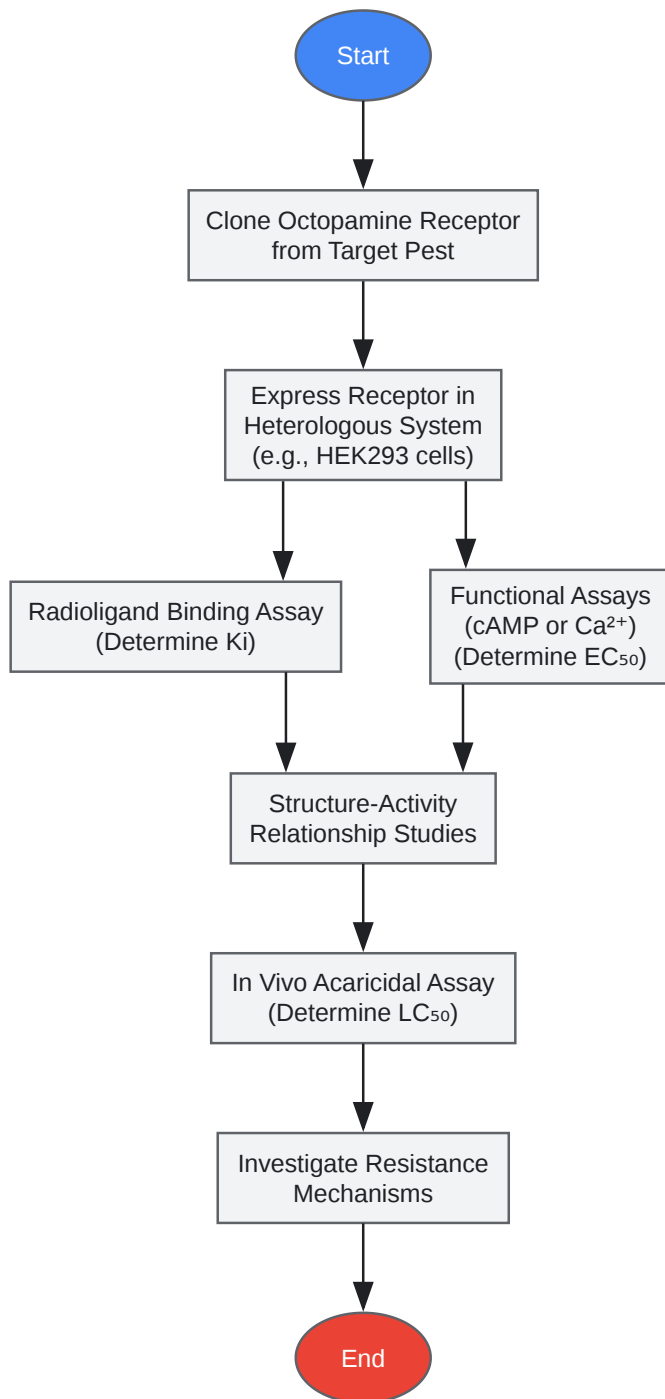 Start
Clone Octopamine Receptor
from Target Pest
Express Receptor in
Heterologous System
(e.g., HEK293 cells)
Radioligand Binding Assay
(Determine Ki)
Functional Assays
(cAMP or Ca²⁺)
(Determine EC₅₀)
Structure-Activity
Relationship Studies
In Vivo Acaricidal Assay
(Determine LC₅₀)
Investigate Resistance
Mechanisms
End